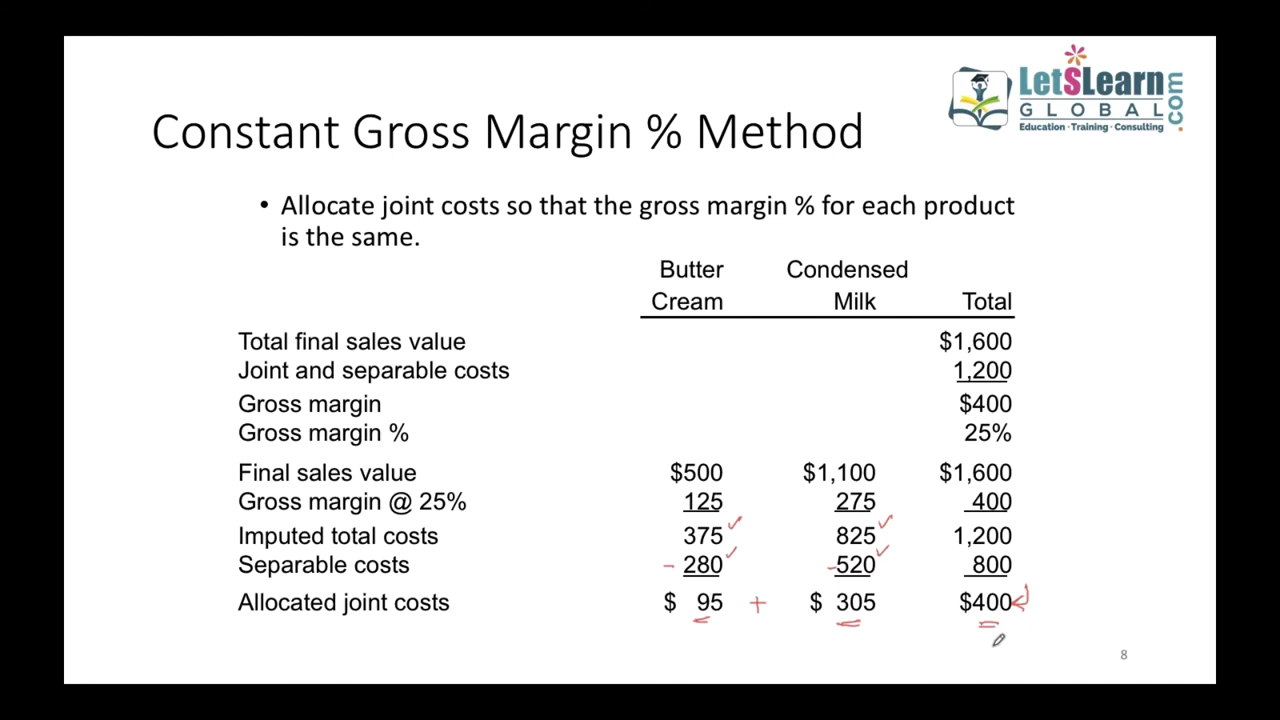 LetSLearn
GLOBAL
.com
Education · Training · Consulting
Constant Gross Margin % Method
• Allocate joint costs so that the gross margin % for each product
is the same.
Butter Condensed
Cream Milk Total
Total final sales value $1,600
Joint and separable costs 1,200
Gross margin $400
Gross margin % 25%
Final sales value $500 $1,100 $1,600
Gross margin @ 25% 125 275 400
Imputed total costs 375 ✓ 825 ✓ 1,200
Separable costs - 280 ✓ - 520 ✓ 800
Allocated joint costs $ 95 + $ 305 $400
8